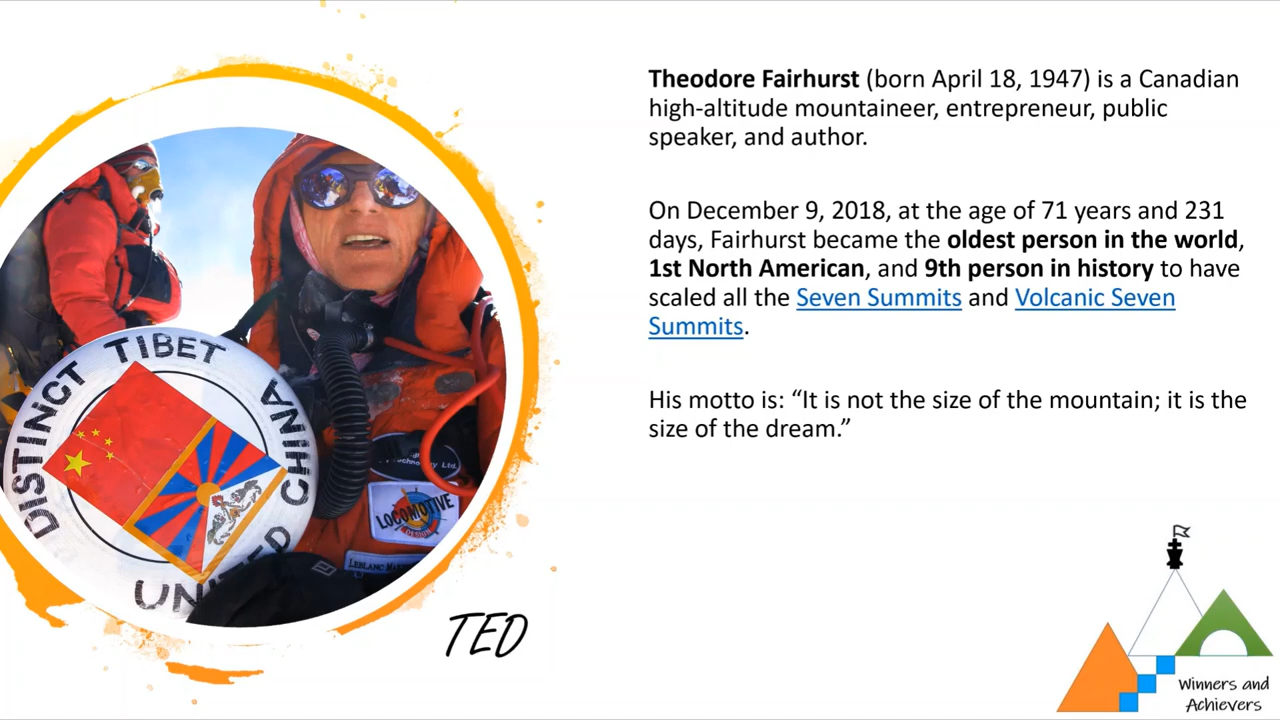 Theodore Fairhurst (born April 18, 1947) is a Canadian
high-altitude mountaineer, entrepreneur, public
speaker, and author.
On December 9, 2018, at the age of 71 years and 231
days, Fairhurst became the oldest person in the world,
1st North American, and 9th person in history to have
scaled all the Seven Summits and Volcanic Seven
Summits.
His motto is: “It is not the size of the mountain; it is the
size of the dream.”
DISTINCT TIBET
CHINA
LOCOMOTIVE
DESIGN
TED
Winners and
Achievers